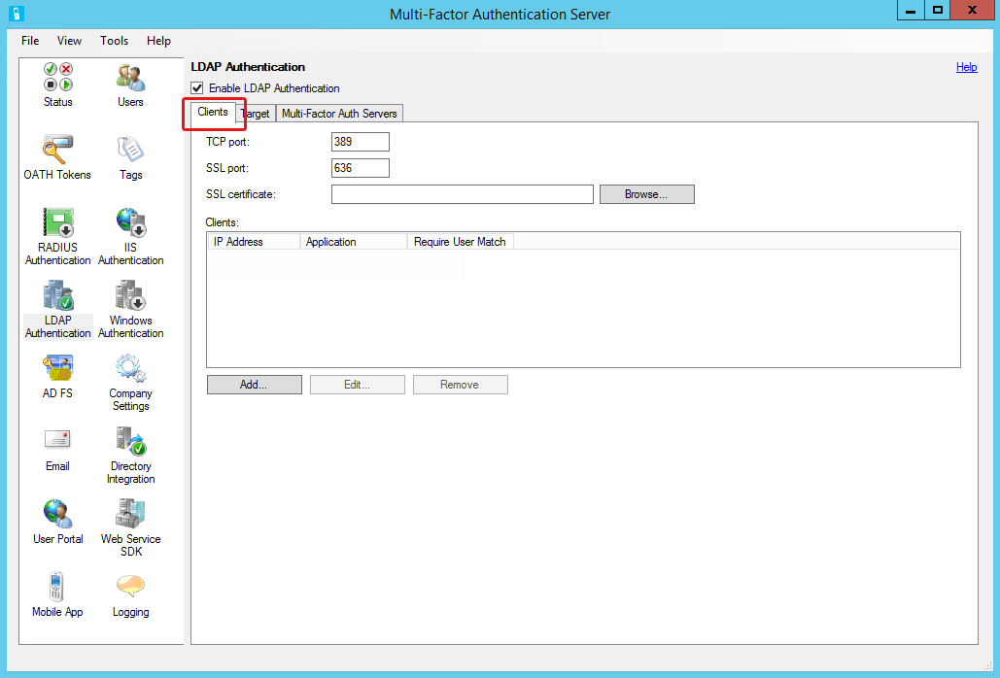 Multi-Factor Authentication Server
File View Tools Help
Status
Users
OATH Tokens
Tags
RADIUS
Authentication
IIS
Authentication
LDAP
Authentication
Windows
Authentication
AD FS
Company
Settings
Email
Directory
Integration
User Portal
Web Service
SDK
Mobile App
Logging
LDAP Authentication
Help
Enable LDAP Authentication
Clients Target Multi-Factor Auth Servers
TCP port: 389
SSL port: 636
SSL certificate: Browse...
Clients:
IP Address Application Require User Match
Add... Edit... Remove